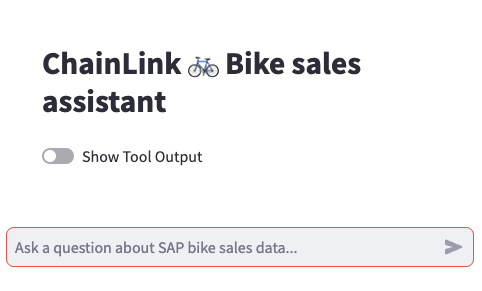 ChainLink 🚲 Bike sales
assistant
Show Tool Output
Ask a question about SAP bike sales data...